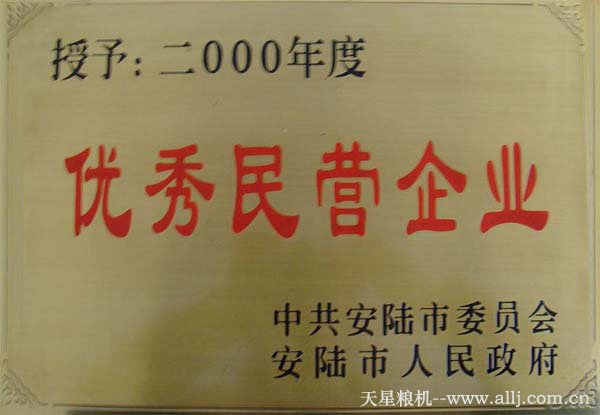 授予：二000年度
优秀民营企业
中共安陆市委员会
安陆市人民政府
天星粮机--www.allj.com.cn